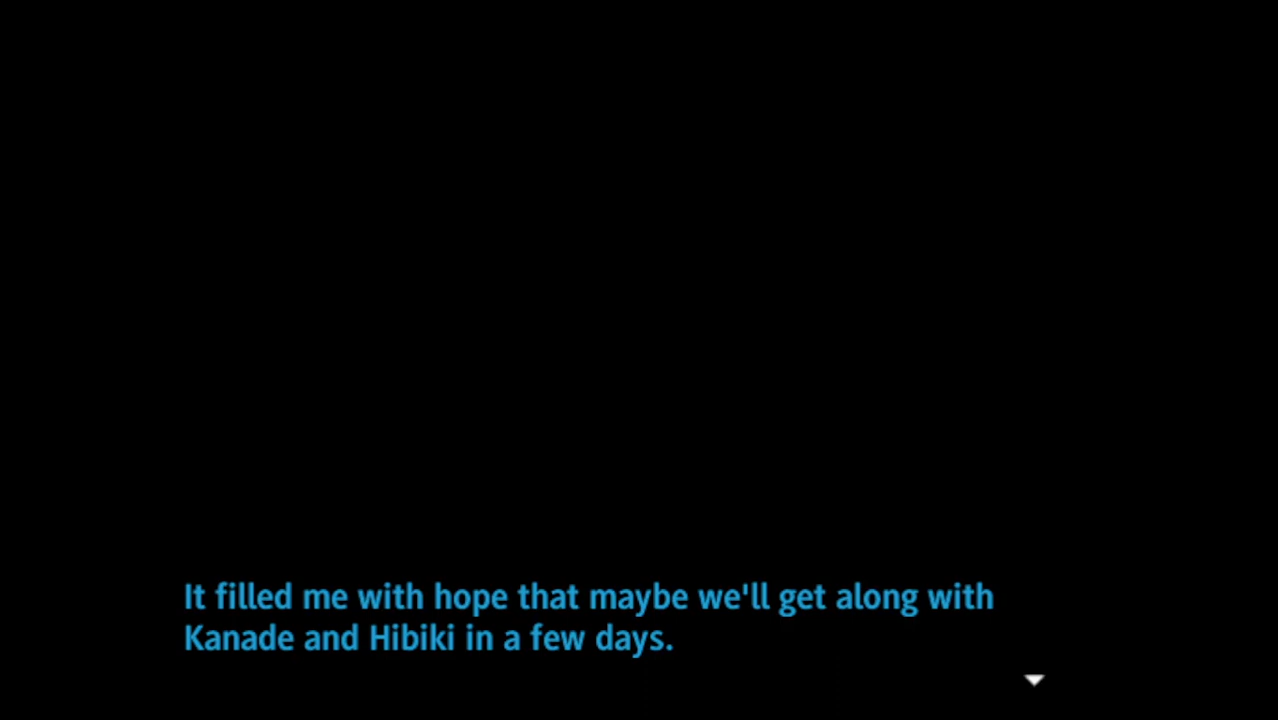 It filled me with hope that maybe we'll get along with
Kanade and Hibiki in a few days.